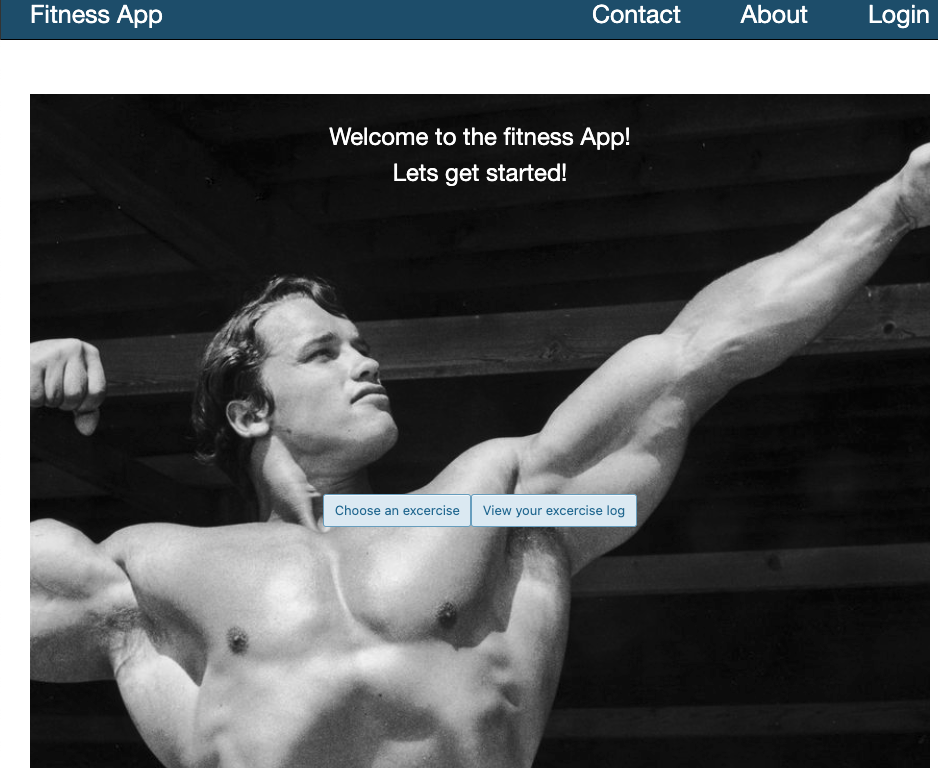 Fitness App Contact About Login
Welcome to the fitness App!
Lets get started!
Choose an excercise View your excercise log